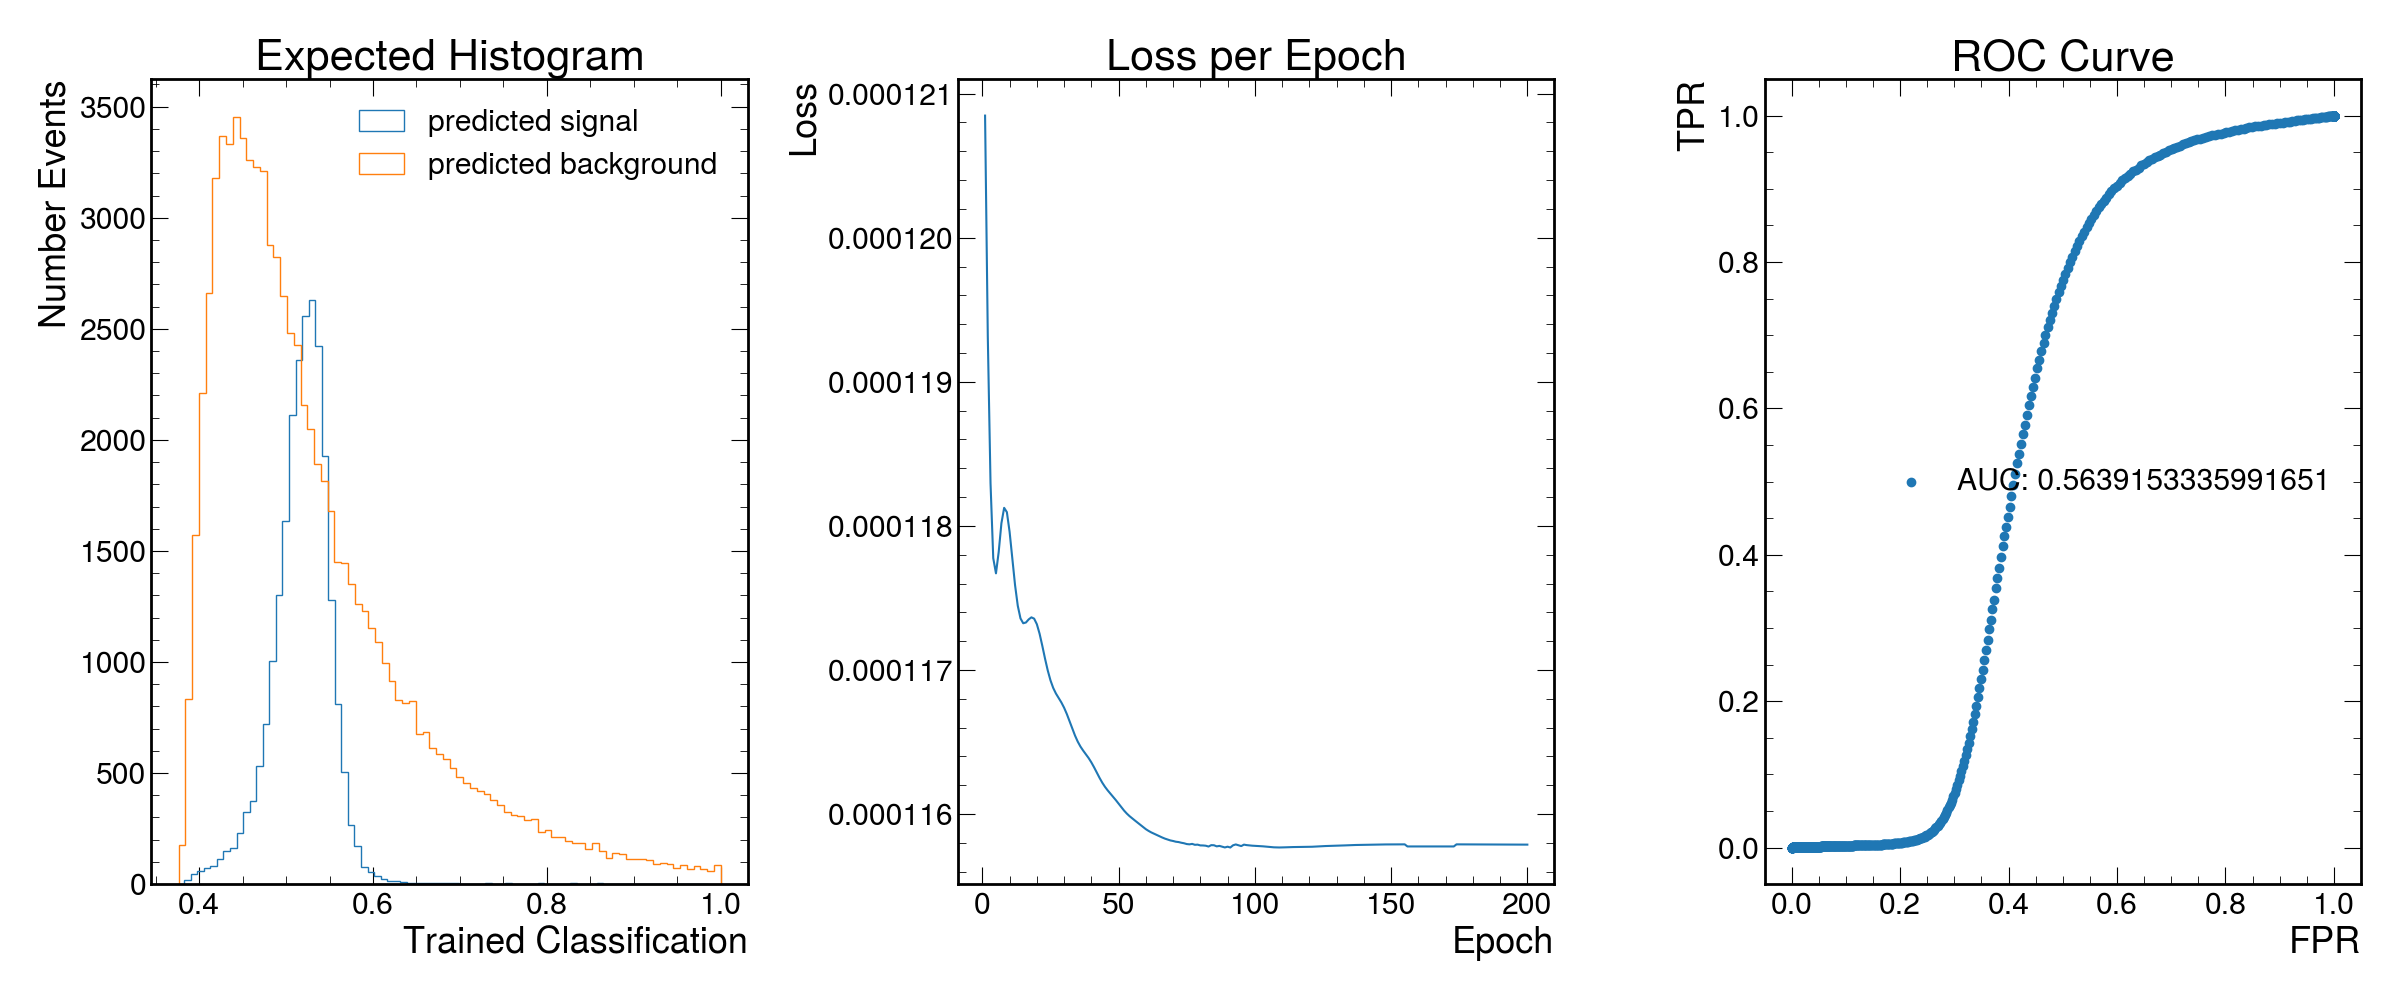 Expected Histogram
Number Events
3500
3000
2500
2000
1500
1000
500
0
predicted signal
predicted background
0.4 0.6 0.8 1.0
Trained Classification
Loss per Epoch
Loss
0.000121
0.000120
0.000119
0.000118
0.000117
0.000116
0 50 100 150 200
Epoch
ROC Curve
TPR
1.0
0.8
0.6
0.4
0.2
0.0
AUC: 0.5639153335991651
0.0 0.2 0.4 0.6 0.8 1.0
FPR